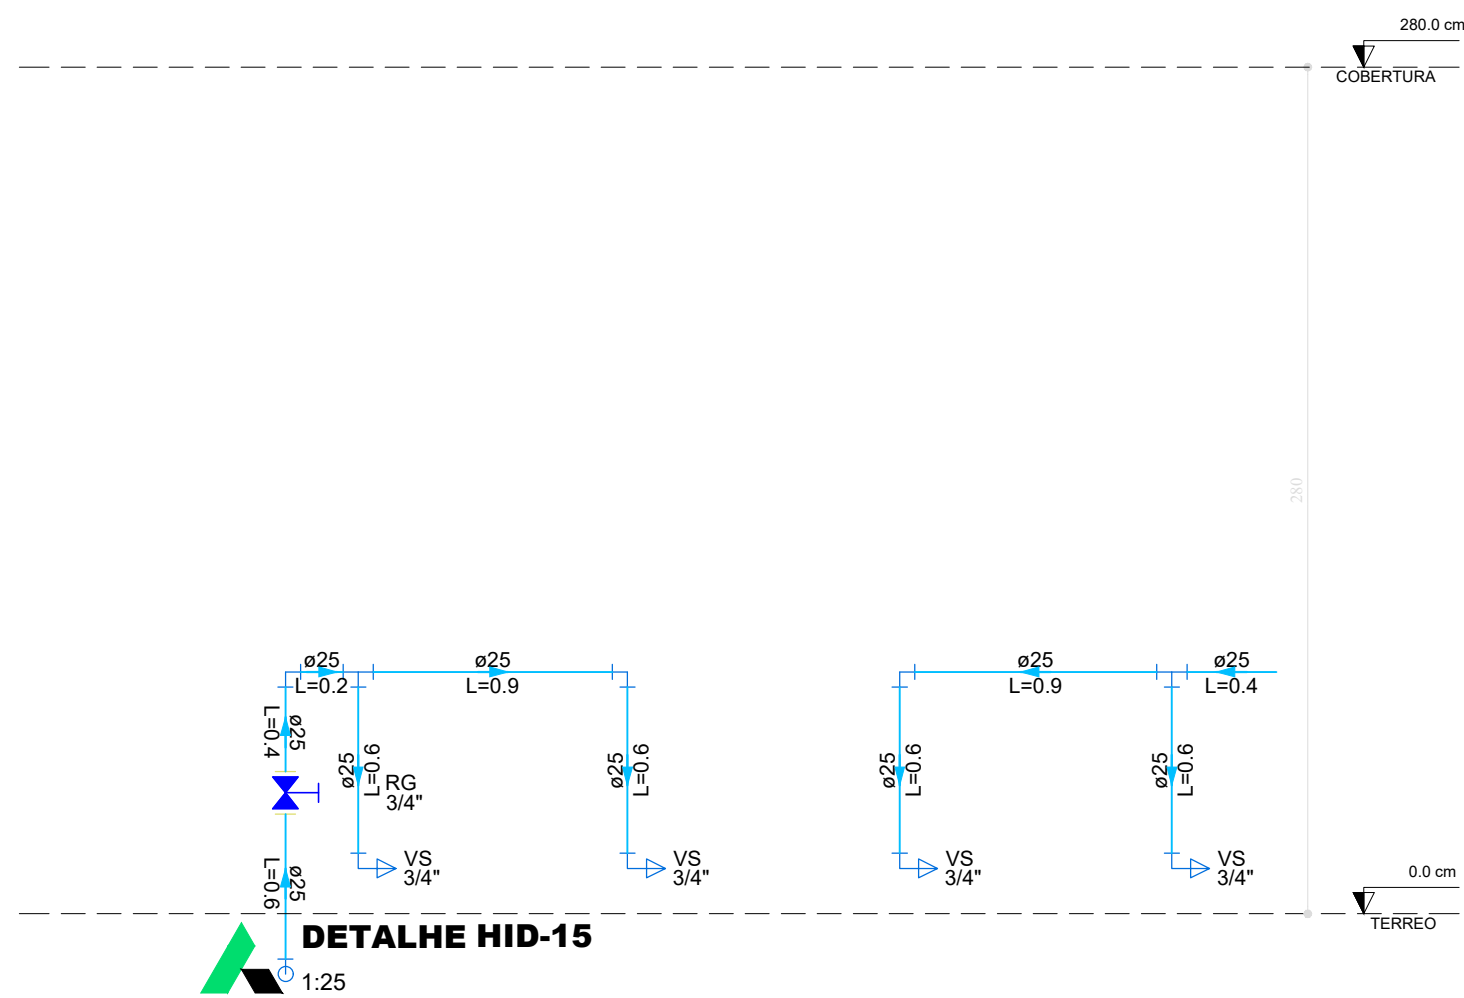 280.0 cm
COBERTURA
280
ø25
L=0.2
ø25
L=0.9
ø25
L=0.9
ø25
L=0.4
ø25
L=0.4
ø25
L=0.6
RG
3/4"
ø25
L=0.6
ø25
L=0.6
ø25
L=0.6
VS
3/4"
VS
3/4"
VS
3/4"
VS
3/4"
ø25
L=0.6
0.0 cm
TERREO
DETALHE HID-15
1:25